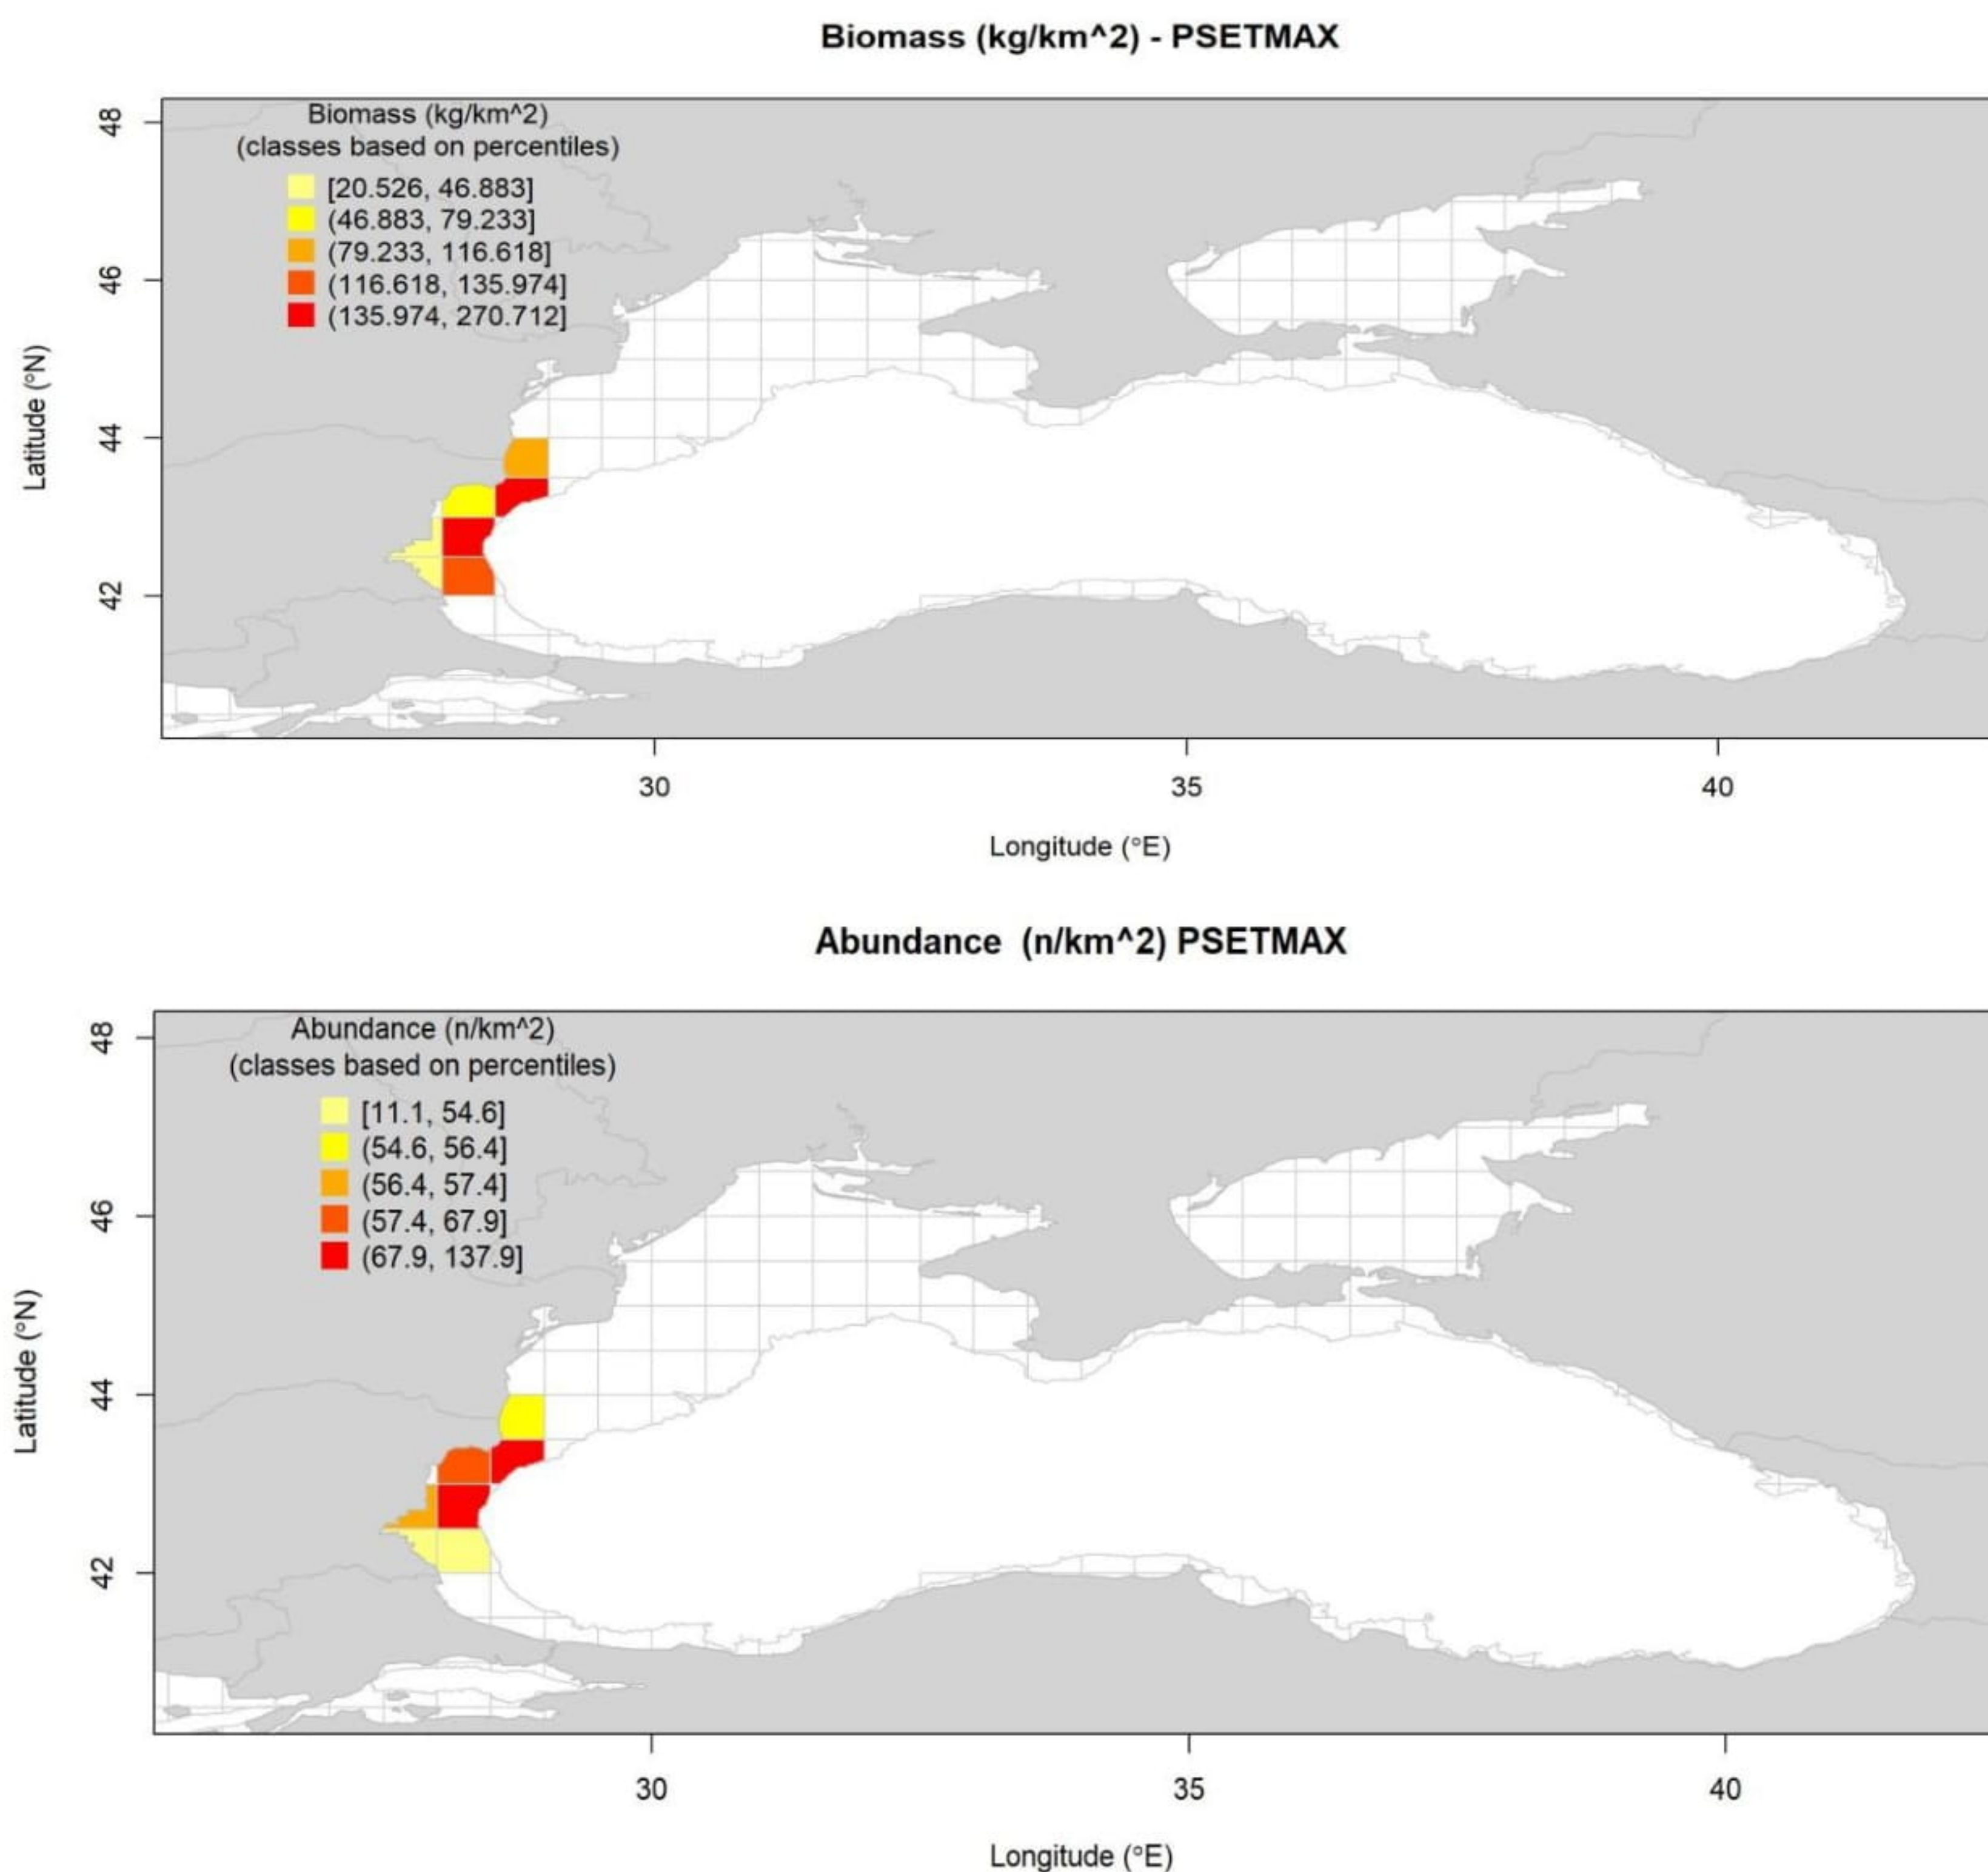 Biomass (kg/km^2) - PSETMAX
Biomass (kg/km^2)
(classes based on percentiles)
[20.526, 46.883]
(46.883, 79.233]
(79.233, 116.618]
(116.618, 135.974]
(135.974, 270.712]
Latitude (°N)
48
46
44
42
30
35
40
Longitude (°E)
Abundance  (n/km^2) PSETMAX
Abundance (n/km^2)
(classes based on percentiles)
[11.1, 54.6]
(54.6, 56.4]
(56.4, 57.4]
(57.4, 67.9]
(67.9, 137.9]
Latitude (°N)
48
46
44
42
30
35
40
Longitude (°E)